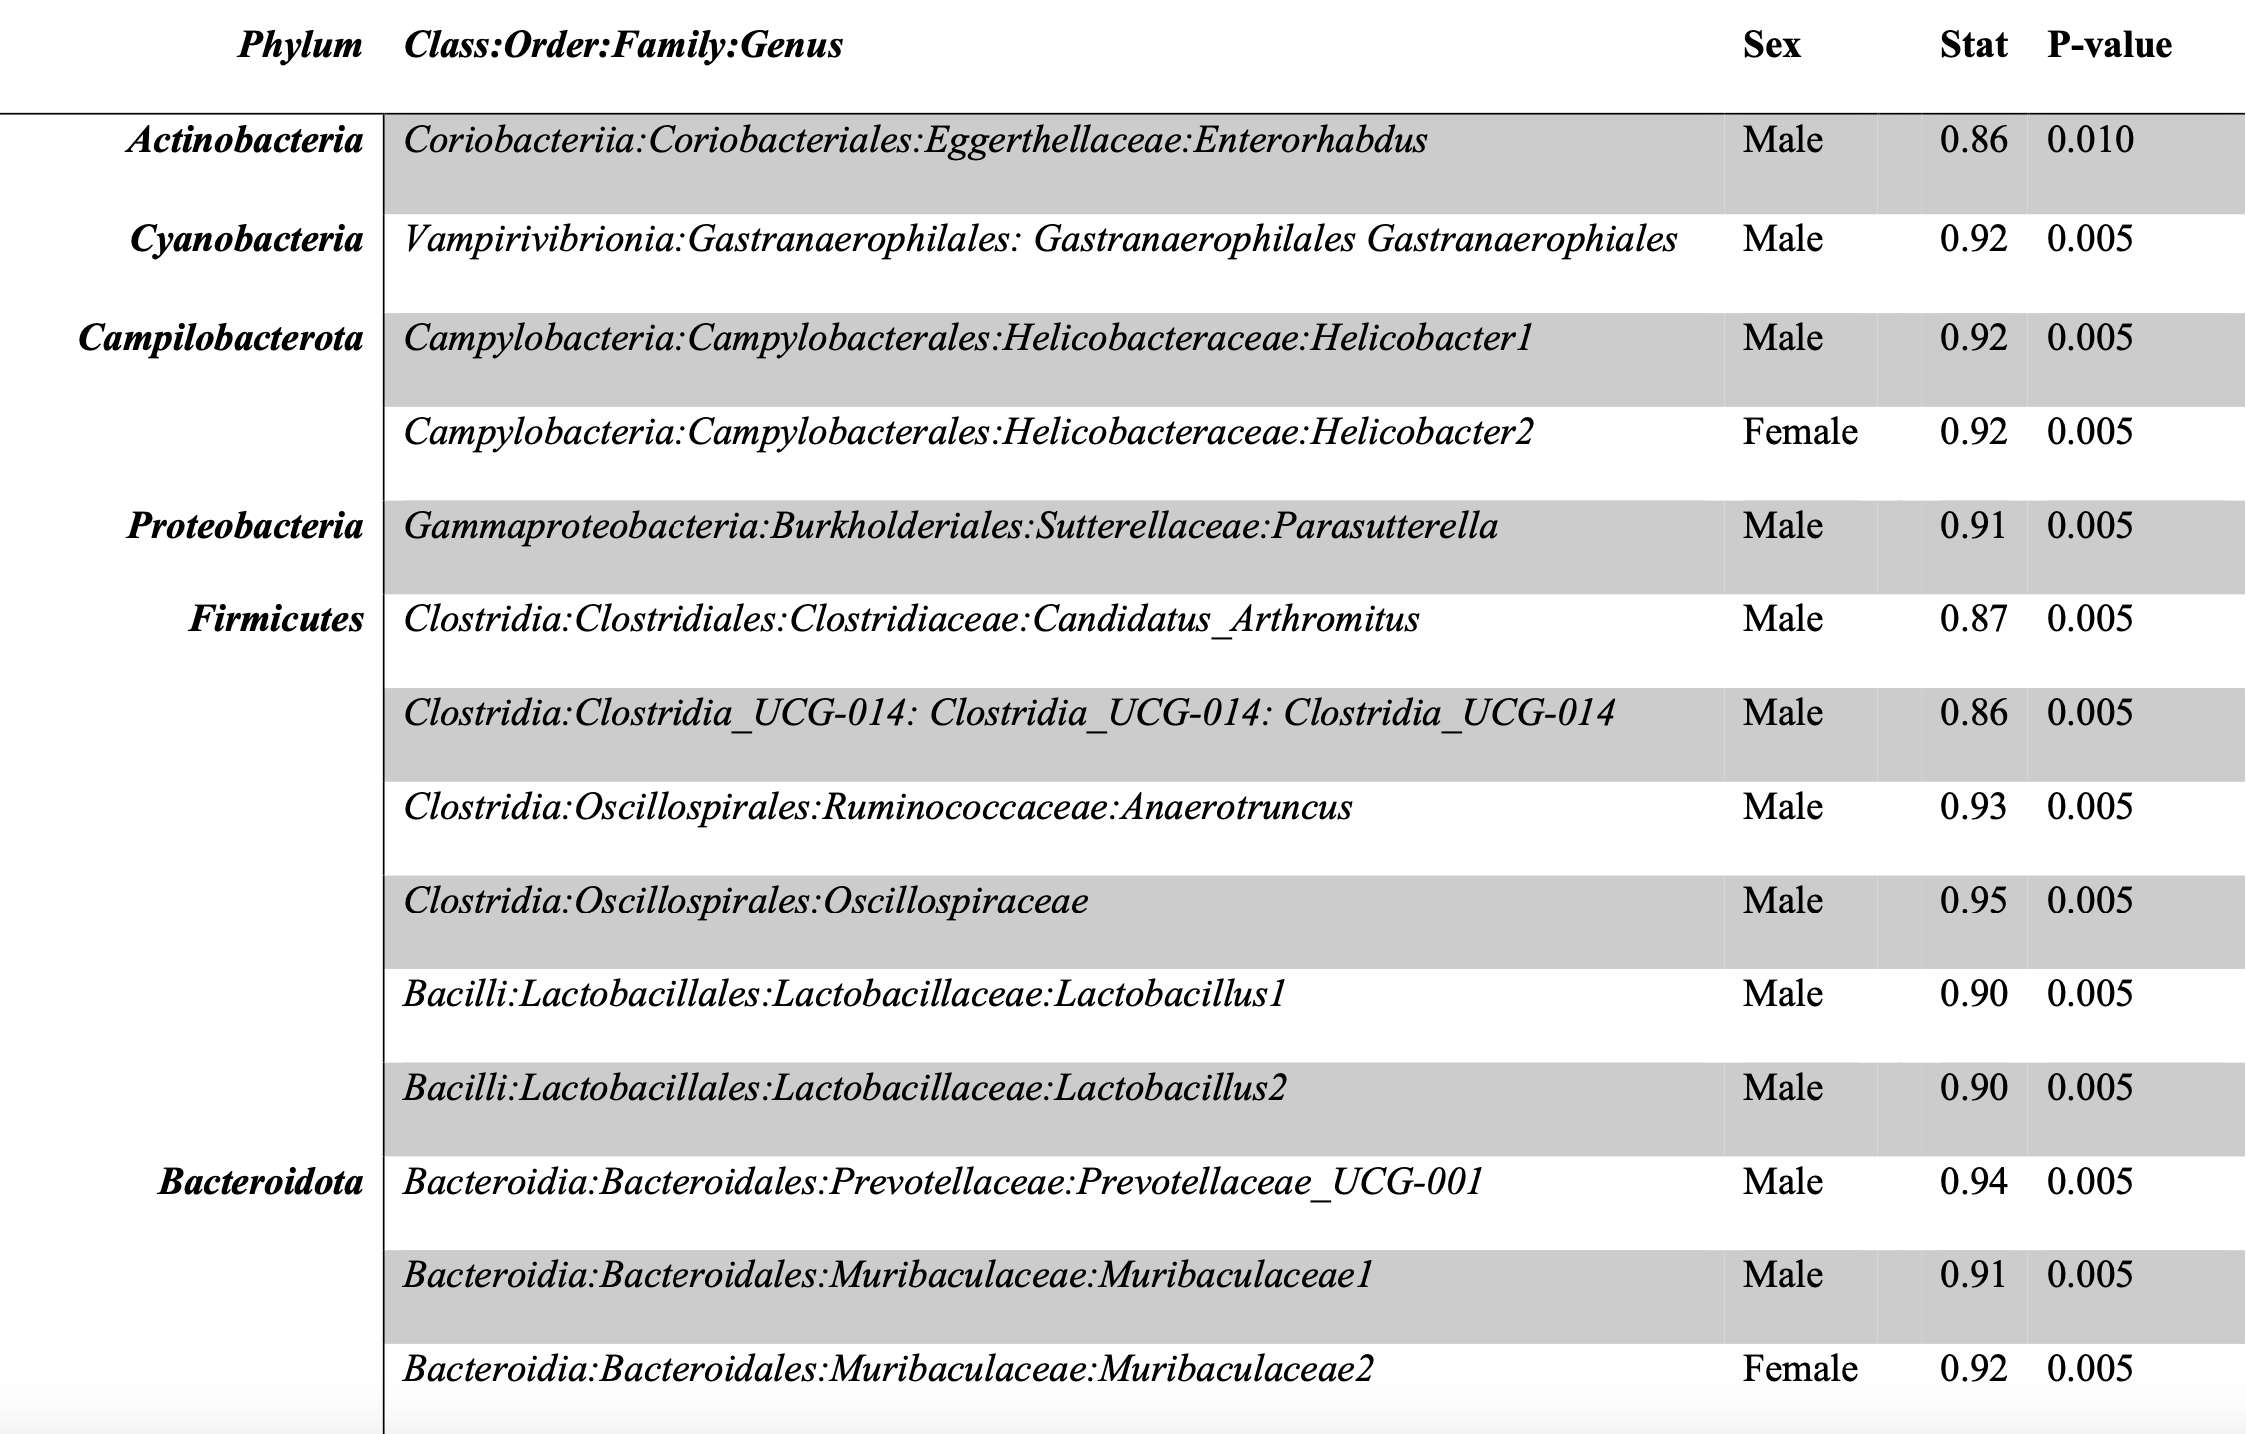 Phylum Class:Order:Family:Genus Sex Stat P-value
Actinobacteria Coriobacteriia:Coriobacteriales:Eggerthellaceae:Enterorhabdus Male 0.86 0.010
Cyanobacteria Vampirivibrionia:Gastranaerophilales: Gastranaerophilales Gastranaerophiales Male 0.92 0.005
Campilobacterota Campylobacteria:Campylobacterales:Helicobacteraceae:Helicobacter1 Male 0.92 0.005
Campylobacteria:Campylobacterales:Helicobacteraceae:Helicobacter2 Female 0.92 0.005
Proteobacteria Gammaproteobacteria:Burkholderiales:Sutterellaceae:Parasutterella Male 0.91 0.005
Firmicutes Clostridia:Clostridiales:Clostridiaceae:Candidatus_Arthromitus Male 0.87 0.005
Clostridia:Clostridia_UCG-014: Clostridia_UCG-014: Clostridia_UCG-014 Male 0.86 0.005
Clostridia:Oscillospirales:Ruminococcaceae:Anaerotruncus Male 0.93 0.005
Clostridia:Oscillospirales:Oscillospiraceae Male 0.95 0.005
Bacilli:Lactobacillales:Lactobacillaceae:Lactobacillus1 Male 0.90 0.005
Bacilli:Lactobacillales:Lactobacillaceae:Lactobacillus2 Male 0.90 0.005
Bacteroidota Bacteroidia:Bacteroidales:Prevotellaceae:Prevotellaceae_UCG-001 Male 0.94 0.005
Bacteroidia:Bacteroidales:Muribaculaceae:Muribaculaceae1 Male 0.91 0.005
Bacteroidia:Bacteroidales:Muribaculaceae:Muribaculaceae2 Female 0.92 0.005